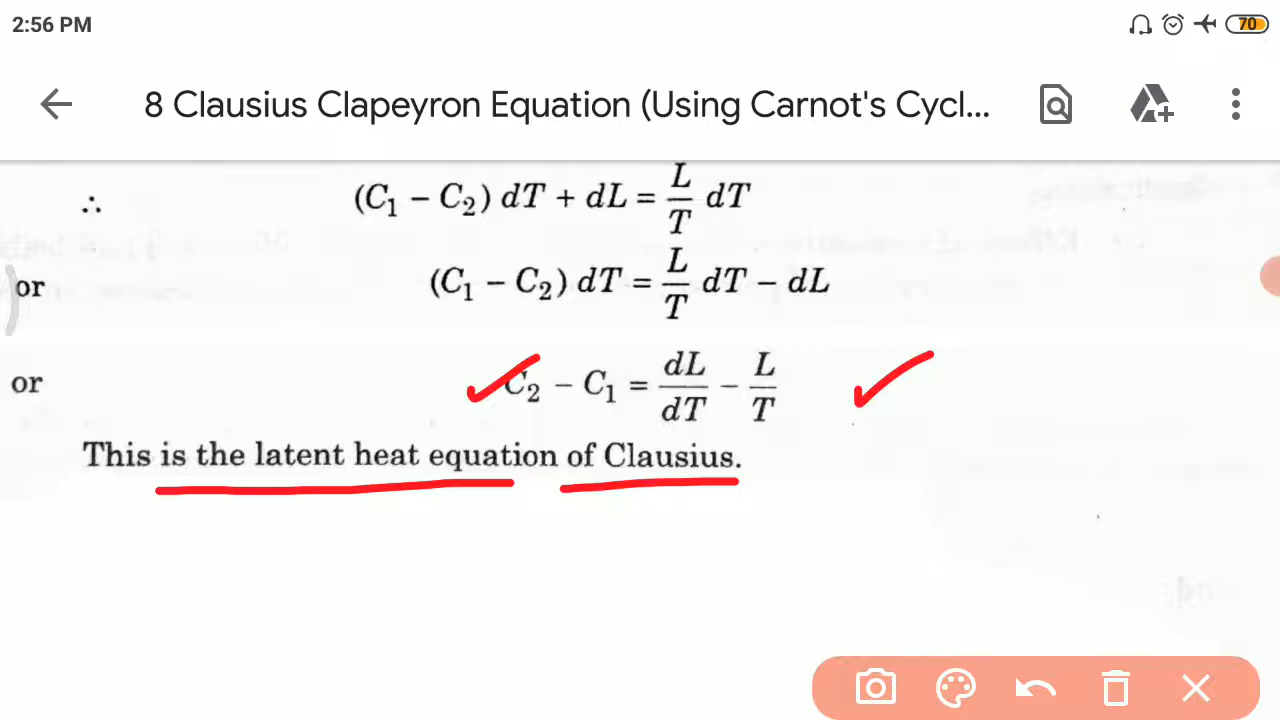 2:56 PM
70
8 Clausius Clapeyron Equation (Using Carnot's Cycl...
∴ (C₁ − C₂) dT + dL = L/T dT
or (C₁ − C₂) dT = L/T dT − dL
or C₂ − C₁ = dL/dT − L/T
This is the latent heat equation of Clausius.